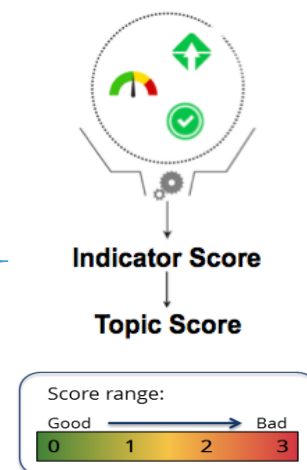 Indicator Score
Topic Score
Score range:
Good Bad
0 1 2 3